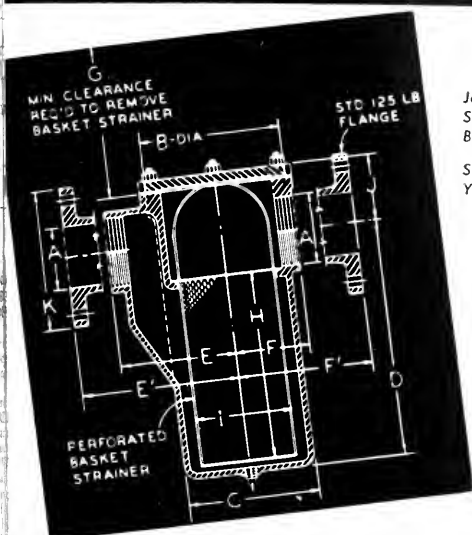 G
MIN. CLEARANCE
REQ'D TO REMOVE
BASKET STRAINER
B-DIA
STD 125 LB
FLANGE
J
A
A
K
H
E
F
E'
F'
D
i
PERFORATED
BASKET
STRAINER
C